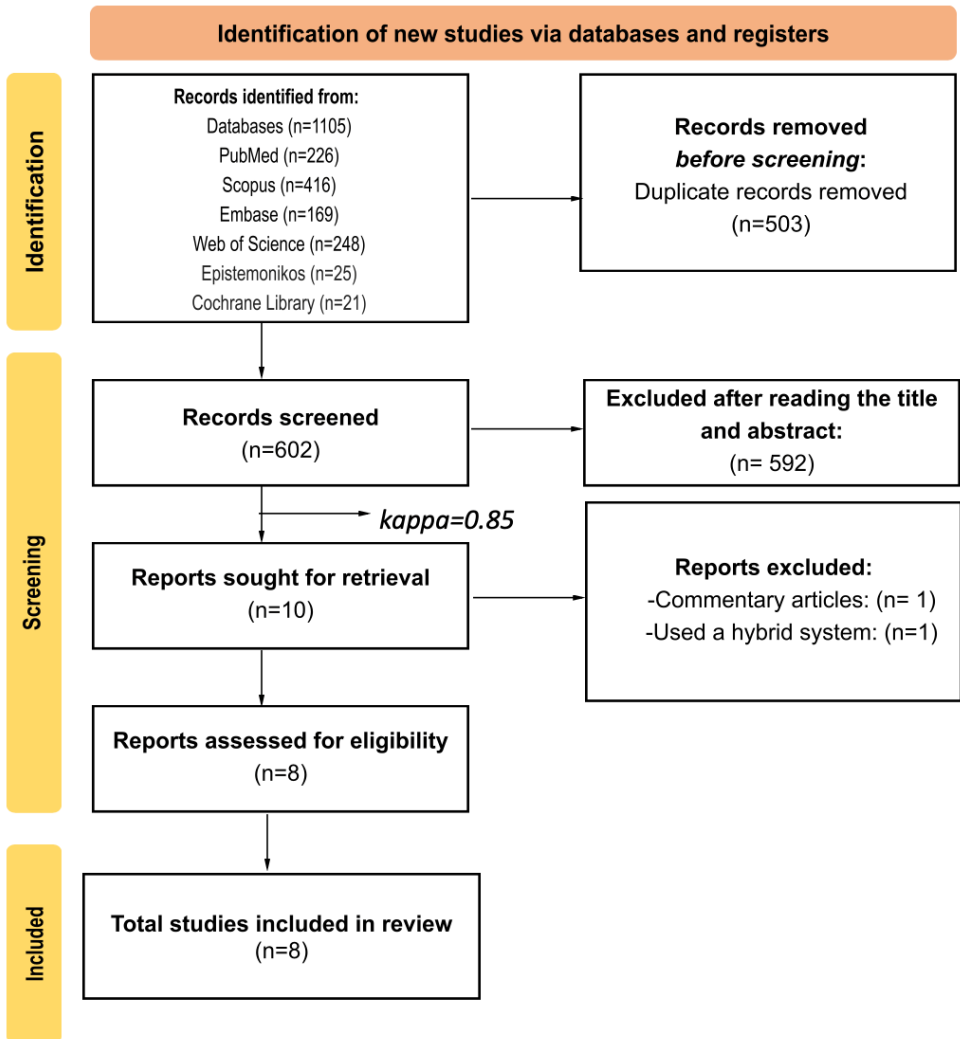 Identification of new studies via databases and registers
Identification
Records identified from:
Databases (n=1105)
PubMed (n=226)
Scopus (n=416)
Embase (n=169)
Web of Science (n=248)
Epistemonikos (n=25)
Cochrane Library (n=21)
Records removed
before screening:
Duplicate records removed
(n=503)
Screening
Records screened
(n=602)
Excluded after reading the title
and abstract:
(n= 592)
kappa=0.85
Reports sought for retrieval
(n=10)
Reports excluded:
-Commentary articles: (n= 1)
-Used a hybrid system: (n=1)
Reports assessed for eligibility
(n=8)
Included
Total studies included in review
(n=8)